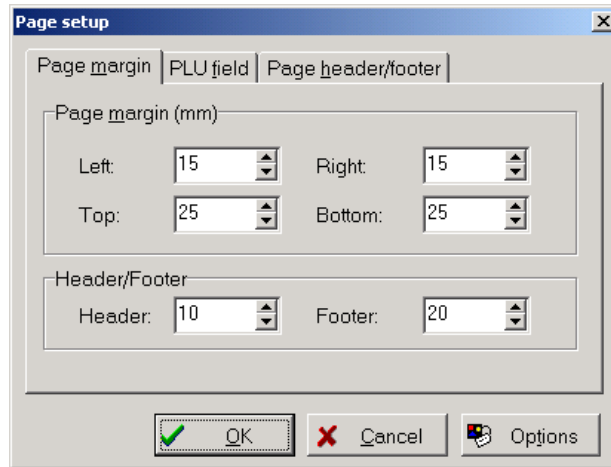 Page setup
Page margin PLU field Page header/footer
Page margin (mm)
Left: 15 Right: 15
Top: 25 Bottom: 25
Header/Footer
Header: 10 Footer: 20
OK Cancel Options